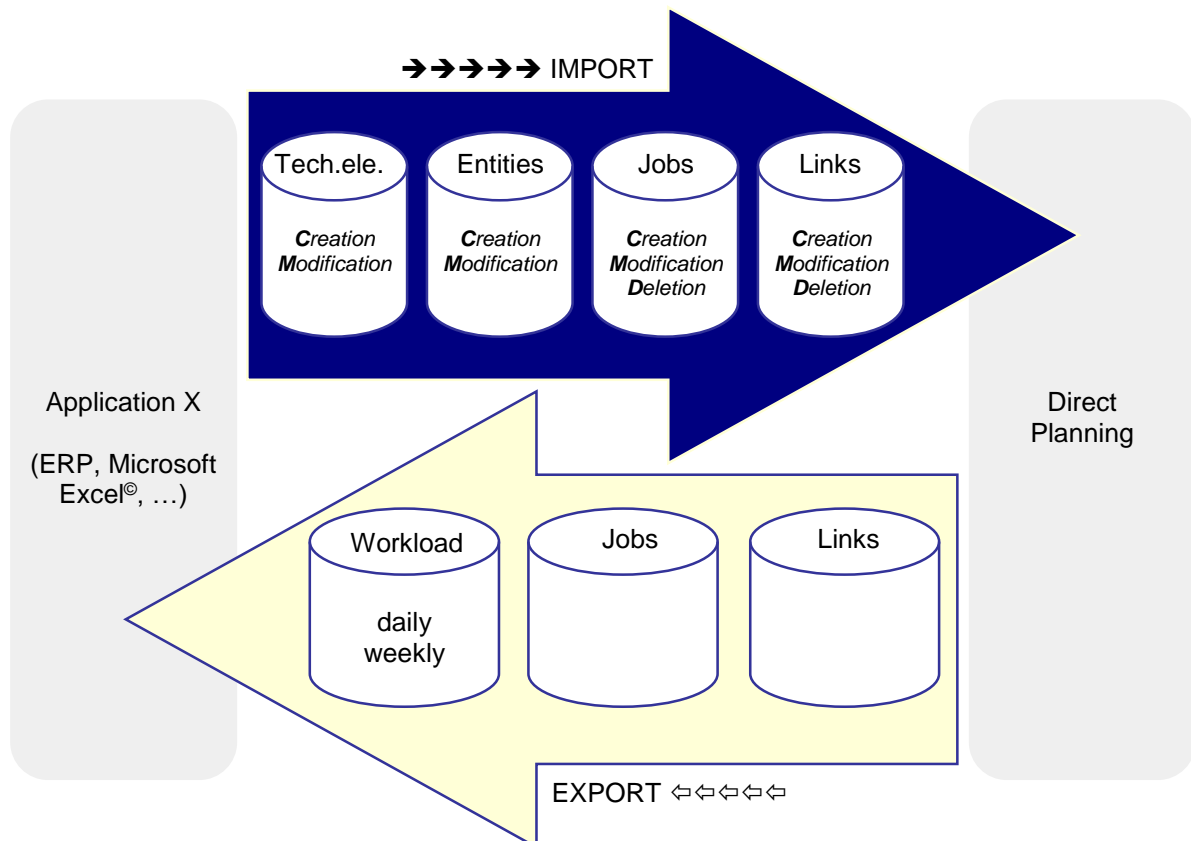 ➔➔➔➔➔ IMPORT
Tech.ele.
Creation
Modification
Entities
Creation
Modification
Jobs
Creation
Modification
Deletion
Links
Creation
Modification
Deletion
Application X
(ERP, Microsoft
Excel©, …)
Direct
Planning
Workload
daily
weekly
Jobs
Links
EXPORT ⇦⇦⇦⇦⇦